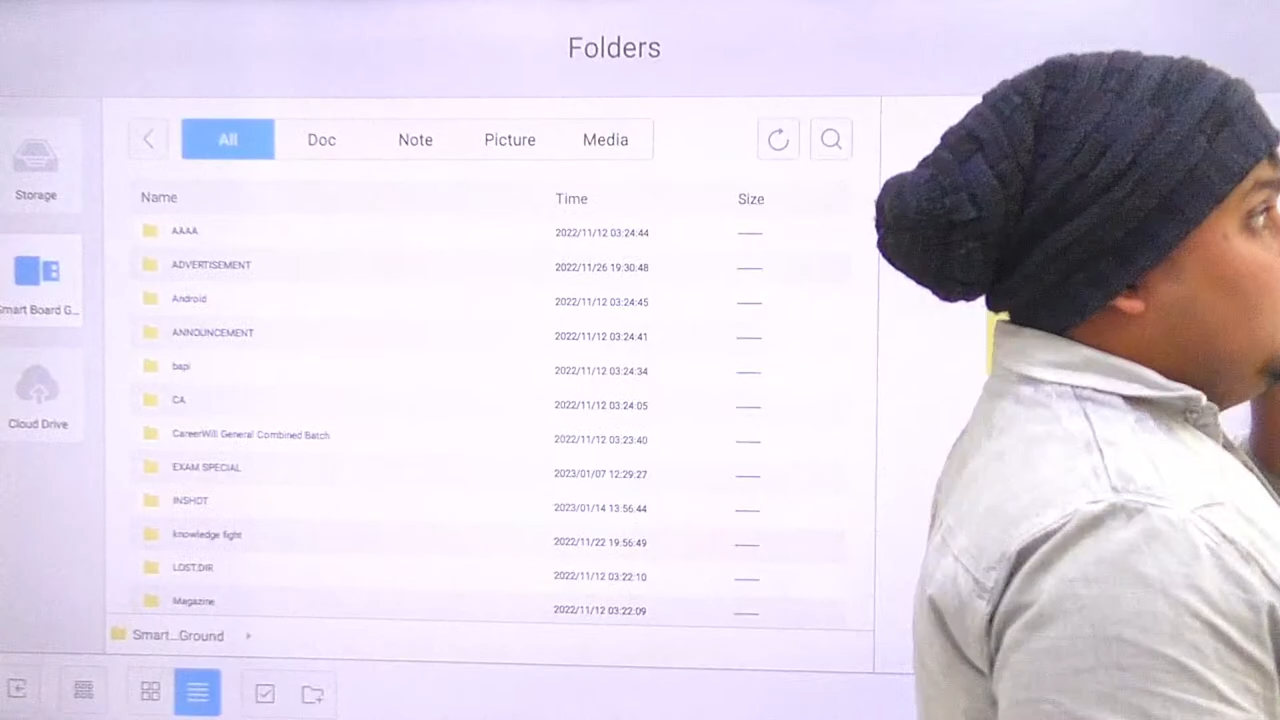 Folders
All Doc Note Picture Media
Storage
Smart Board G...
Cloud Drive
Name Time Size
AAAA 2022/11/12 03:24:44
ADVERTISEMENT 2022/11/26 19:30:48
Android 2022/11/12 03:24:45
ANNOUNCEMENT 2022/11/12 03:24:41
bapi 2022/11/12 03:24:34
CA 2022/11/12 03:24:05
CareerWill General Combined Batch 2022/11/12 03:23:40
EXAM SPECIAL 2023/01/07 12:29:27
INSHOT 2023/01/14 13:56:44
knowledge fight 2022/11/22 19:56:49
LOST.DIR 2022/11/12 03:22:10
Magazine 2022/11/12 03:22:09
Smart...Ground